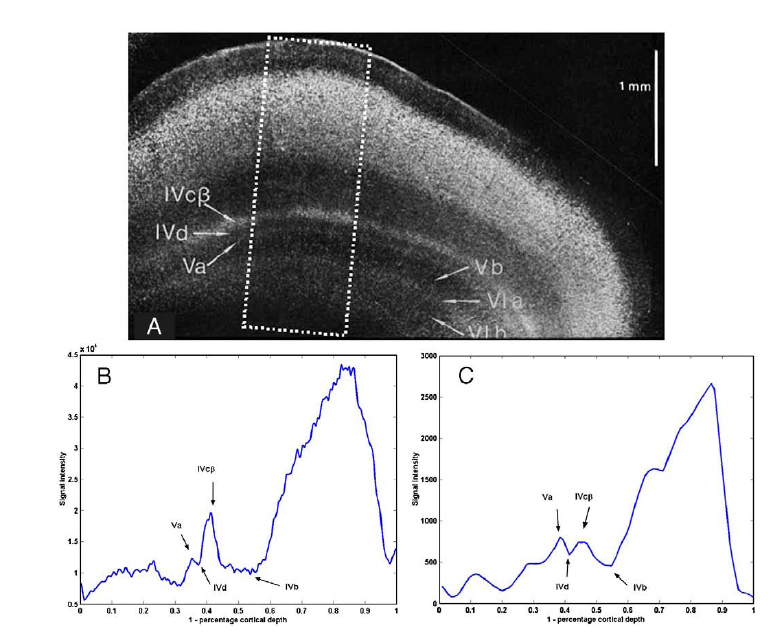 1 mm
IVcβ
IVd
Va
Vb
VIa
VIb
A
4.5
4
3.5
3
2.5
2
1.5
1
0.5
B
IVcβ
Va
IVd
IVb
Signal intensity
0 0.1 0.2 0.3 0.4 0.5 0.6 0.7 0.8 0.9 1
1 - percentage cortical depth
3000
2500
2000
1500
1000
500
0
C
Va IVcβ
IVd IVb
Signal intensity
0 0.1 0.2 0.3 0.4 0.5 0.6 0.7 0.8 0.9 1
1 - percentage cortical depth